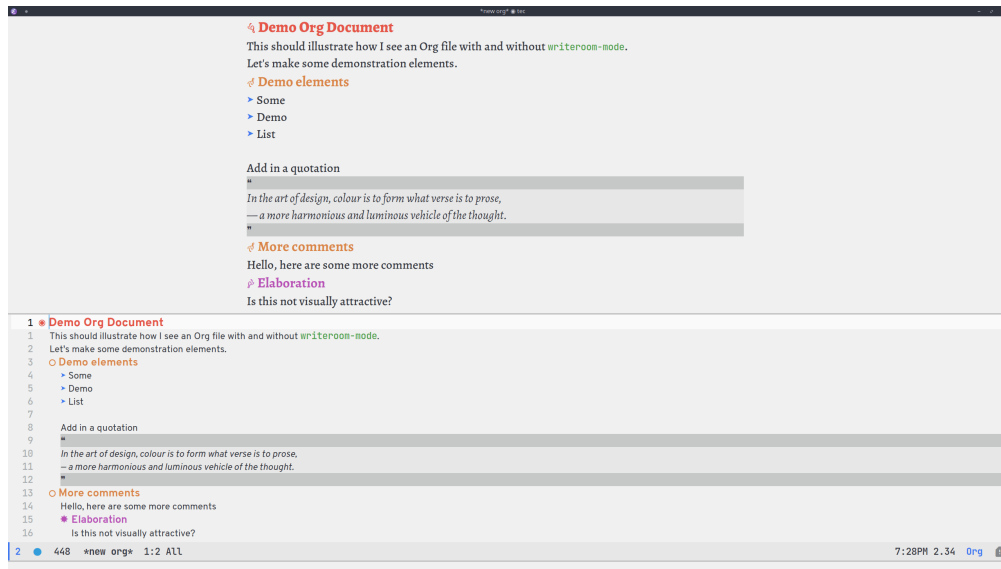 *new org* ◉ tec
Demo Org Document
This should illustrate how I see an Org file with and without writeroom-mode.
Let's make some demonstration elements.
Demo elements
➤ Some
➤ Demo
➤ List
Add in a quotation
❝
In the art of design, colour is to form what verse is to prose,
— a more harmonious and luminous vehicle of the thought.
❞
More comments
Hello, here are some more comments
Elaboration
Is this not visually attractive?
1 ◉ Demo Org Document
1 This should illustrate how I see an Org file with and without writeroom-mode.
2 Let's make some demonstration elements.
3 ○ Demo elements
4 ➤ Some
5 ➤ Demo
6 ➤ List
7
8 Add in a quotation
9 ❝
10 In the art of design, colour is to form what verse is to prose,
11 — a more harmonious and luminous vehicle of the thought.
12 ❞
13 ○ More comments
14 Hello, here are some more comments
15 ✸ Elaboration
16 Is this not visually attractive?
2 448 *new org* 1:2 All 7:28PM 2.34 Org